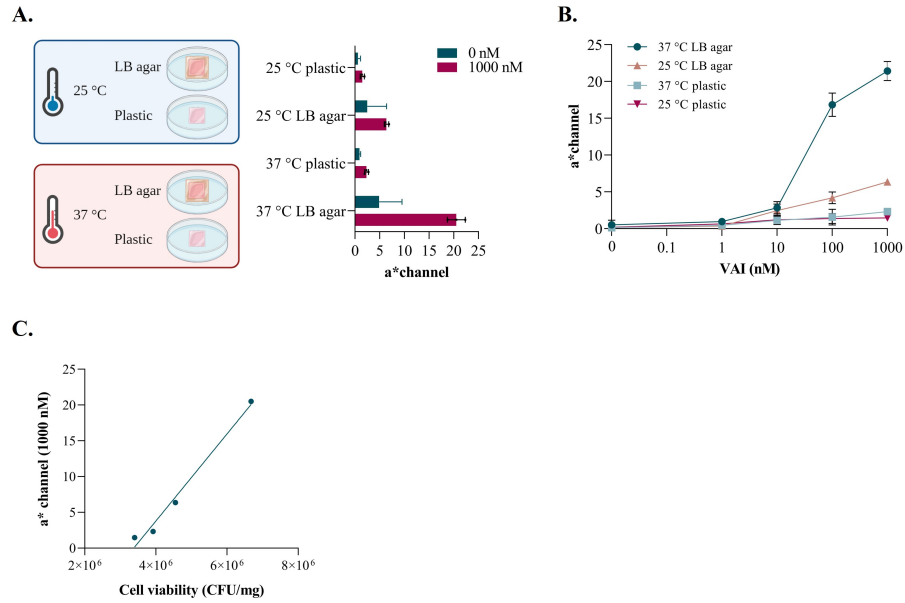 A.
LB agar
25 °C
Plastic
LB agar
37 °C
Plastic
0 nM
1000 nM
25 °C plastic
25 °C LB agar
37 °C plastic
37 °C LB agar
0 5 10 15 20 25
a*channel
B.
37 °C LB agar
25 °C LB agar
37 °C plastic
25 °C plastic
25
20
15
10
5
0
a*channel
0 0.1 1 10 100 1000
VAI (nM)
C.
25
20
15
10
5
0
a* channel (1000 nM)
2×10⁶ 4×10⁶ 6×10⁶ 8×10⁶
Cell viability (CFU/mg)